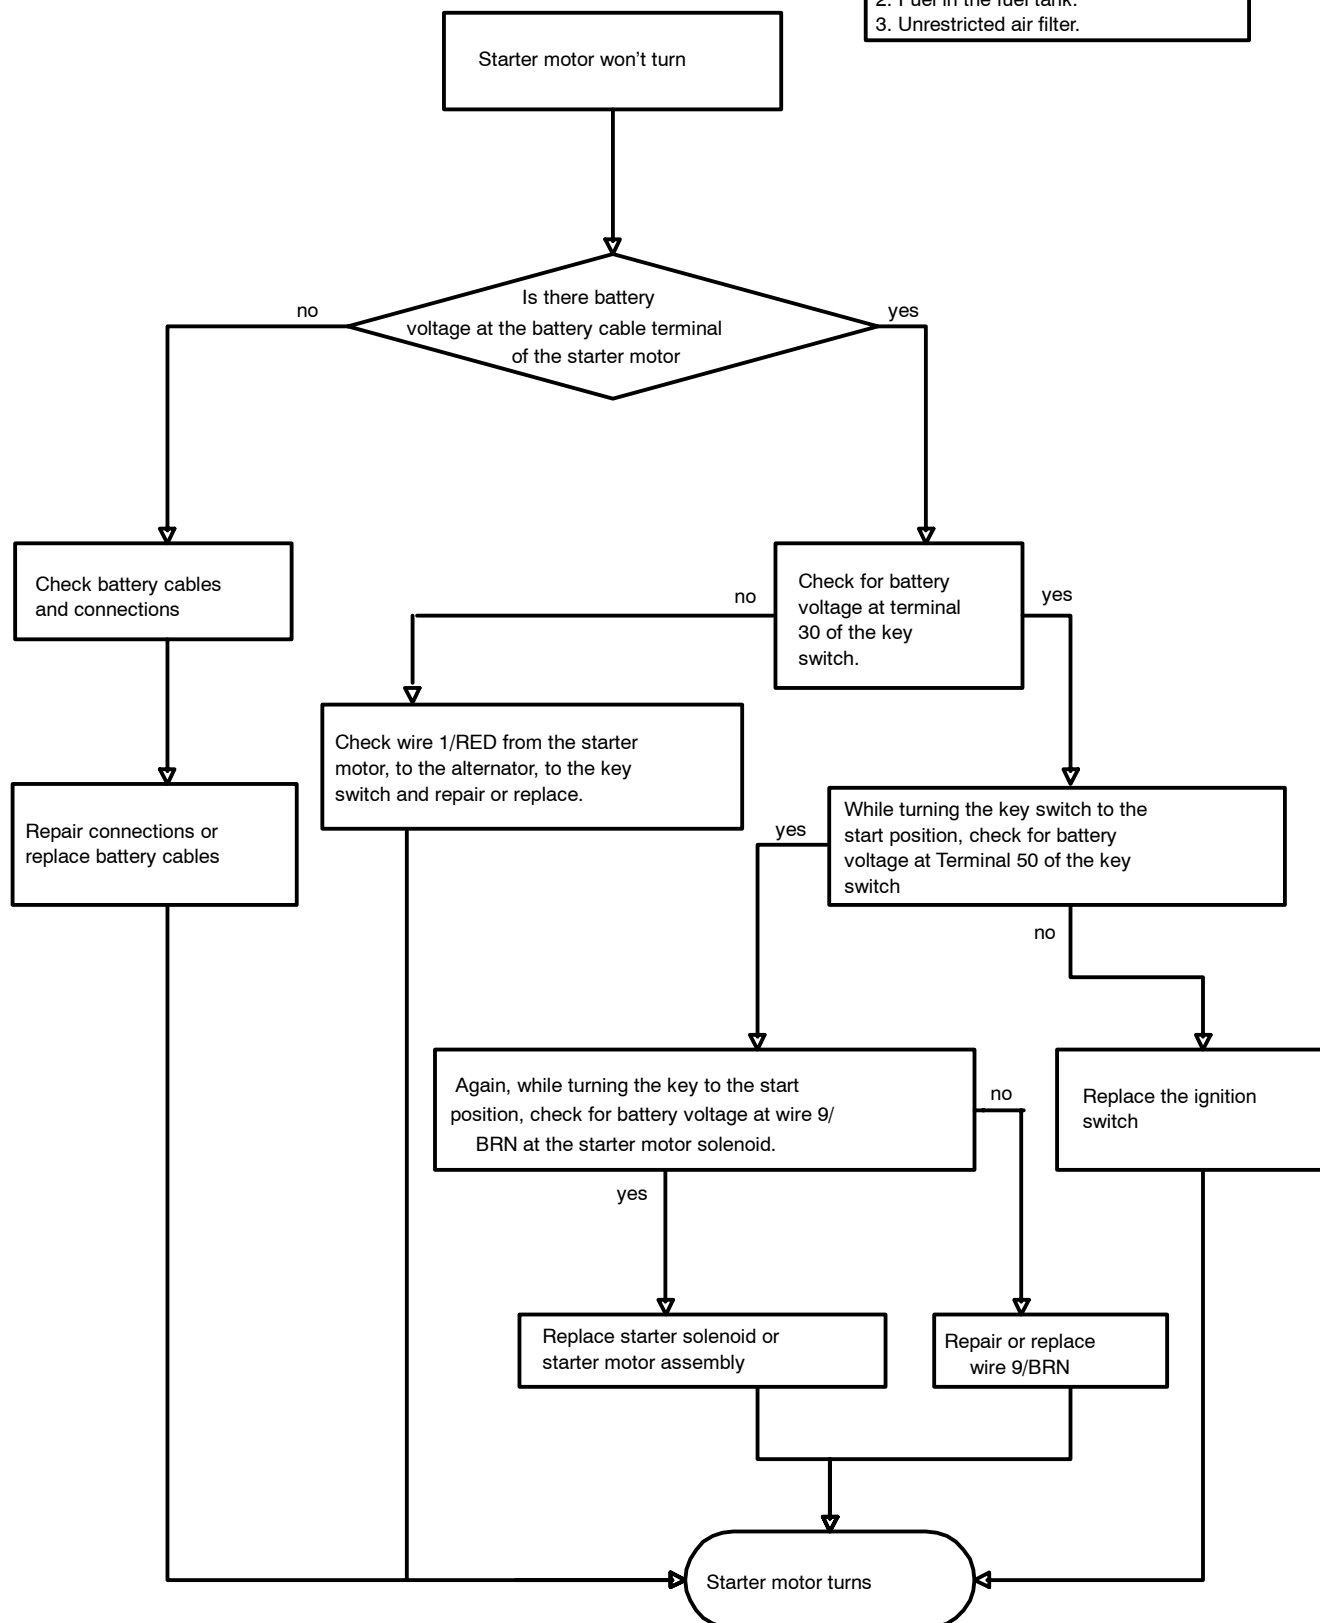 2. Fuel in the fuel tank.
3. Unrestricted air filter.
Starter motor won't turn
Is there battery
voltage at the battery cable terminal
of the starter motor
no
yes
Check battery cables
and connections
Check for battery
voltage at terminal
30 of the key
switch.
no
yes
Check wire 1/RED from the starter
motor, to the alternator, to the key
switch and repair or replace.
Repair connections or
replace battery cables
While turning the key switch to the
start position, check for battery
voltage at Terminal 50 of the key
switch
yes
no
Again, while turning the key to the start
position, check for battery voltage at wire 9/
BRN at the starter motor solenoid.
no
yes
Replace the ignition
switch
Replace starter solenoid or
starter motor assembly
Repair or replace
wire 9/BRN
Starter motor turns